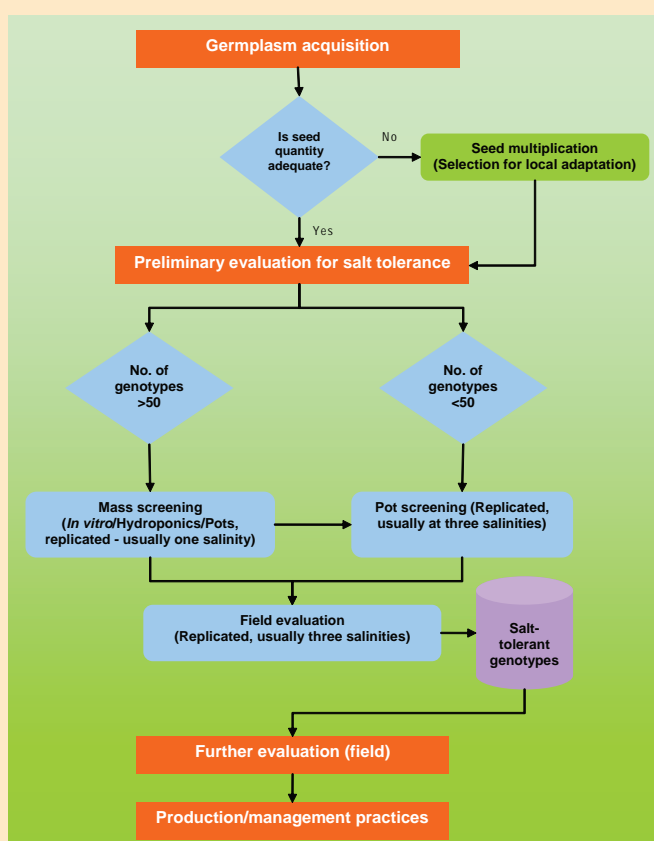 Germplasm acquisition
Is seed
quantity
adequate?
No
Seed multiplication
(Selection for local adaptation)
Yes
Preliminary evaluation for salt tolerance
No. of
genotypes
>50
No. of
genotypes
<50
Mass screening
(In vitro/Hydroponics/Pots,
replicated - usually one salinity)
Pot screening (Replicated,
usually at three salinities)
Field evaluation
(Replicated, usually three salinities)
Salt-
tolerant
genotypes
Further evaluation (field)
Production/management practices